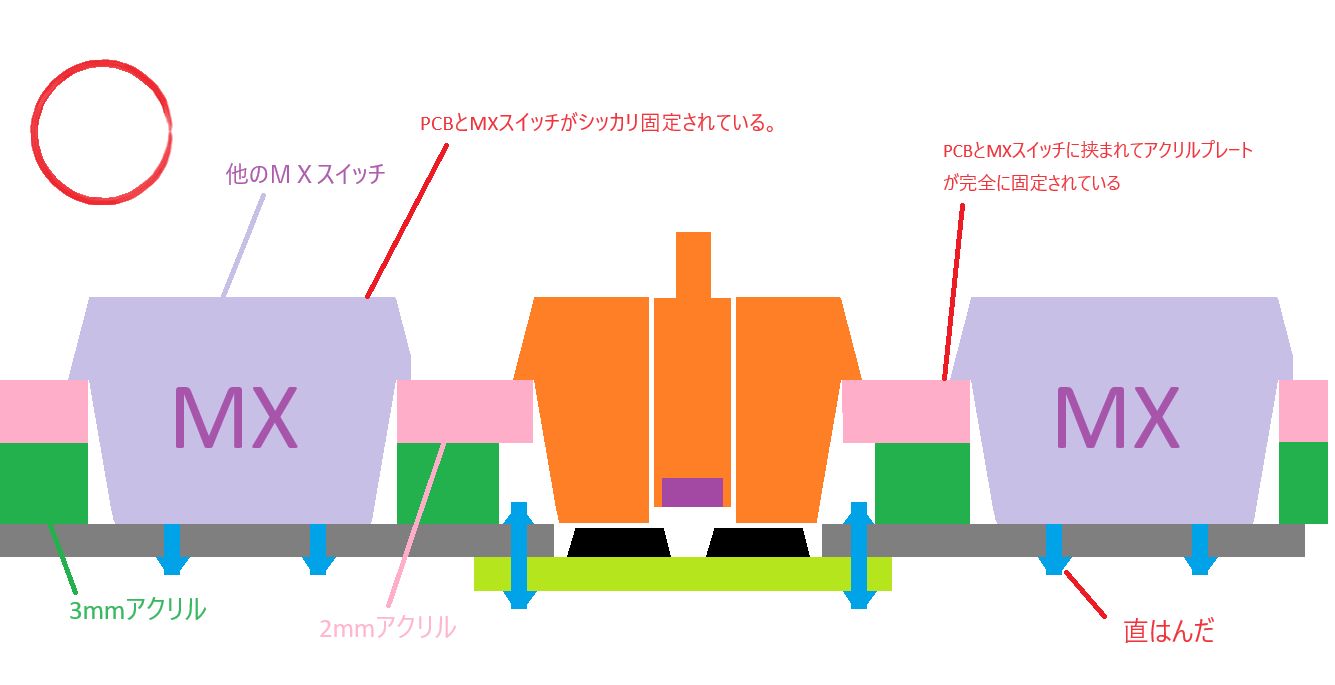 PCBとMXスイッチがシッカリ固定されている。
PCBとMXスイッチに挟まれてアクリルプレート
が完全に固定されている
他のMXスイッチ
MX
MX
3mmアクリル
2mmアクリル
直はんだ